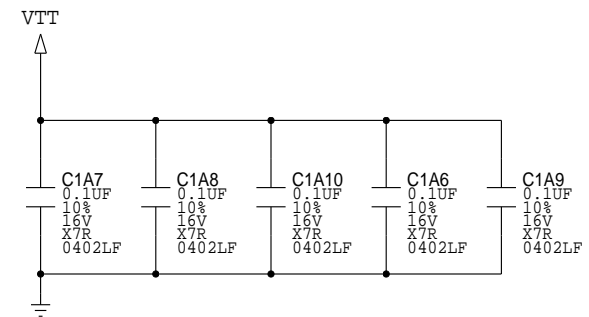 VTT
C1A7
0.1UF
10%
16V
X7R
0402LF
C1A8
0.1UF
10%
16V
X7R
0402LF
C1A10
0.1UF
10%
16V
X7R
0402LF
C1A6
0.1UF
10%
16V
X7R
0402LF
C1A9
0.1UF
10%
16V
X7R
0402LF